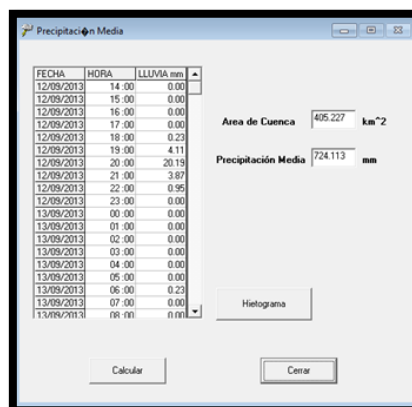 Precipitaci�n Media
FECHA HORA LLUVIA mm
12/09/2013 14 :00 0.00
12/09/2013 15 :00 0.00
12/09/2013 16 :00 0.00
12/09/2013 17 :00 0.00
12/09/2013 18 :00 0.23
12/09/2013 19 :00 4.11
12/09/2013 20 :00 20.19
12/09/2013 21 :00 3.87
12/09/2013 22 :00 0.95
12/09/2013 23 :00 0.00
13/09/2013 00 :00 0.00
13/09/2013 01 :00 0.00
13/09/2013 02 :00 0.00
13/09/2013 03 :00 0.00
13/09/2013 04 :00 0.00
13/09/2013 05 :00 0.00
13/09/2013 06 :00 0.23
13/09/2013 07 :00 0.00
13/09/2013 08 :00 0.00
Area de Cuenca 405.227 km^2
Precipitación Media 724.113 mm
Hietograma
Calcular
Cerrar